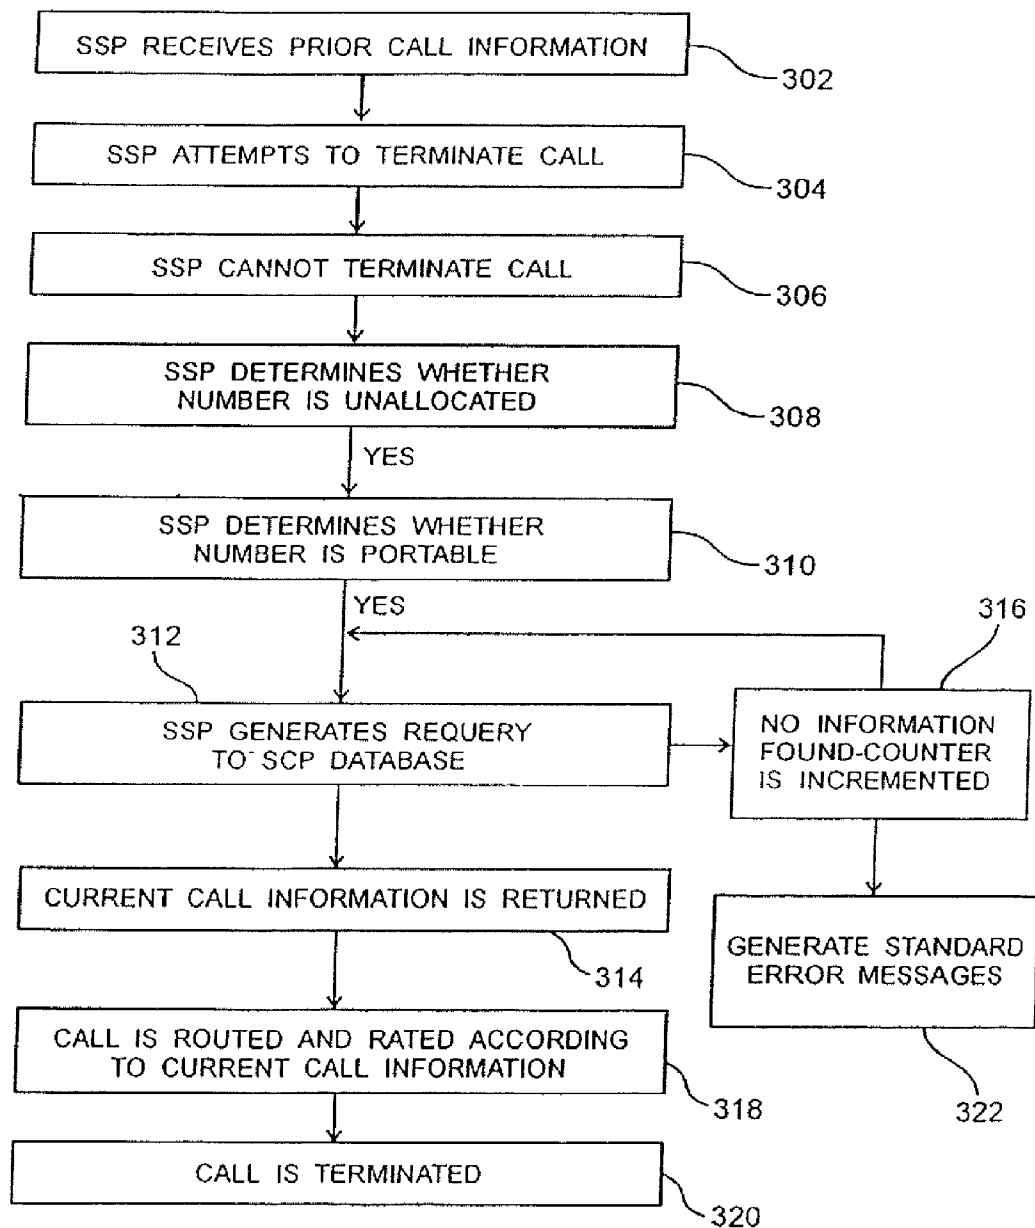 SSP RECEIVES PRIOR CALL INFORMATION
302
SSP ATTEMPTS TO TERMINATE CALL
304
SSP CANNOT TERMINATE CALL
306
SSP DETERMINES WHETHER
NUMBER IS UNALLOCATED
308
YES
SSP DETERMINES WHETHER
NUMBER IS PORTABLE
310
YES
312
316
SSP GENERATES REQUERY
TO SCP DATABASE
NO INFORMATION
FOUND-COUNTER
IS INCREMENTED
CURRENT CALL INFORMATION IS RETURNED
314
GENERATE STANDARD
ERROR MESSAGES
322
CALL IS ROUTED AND RATED ACCORDING
TO CURRENT CALL INFORMATION
318
CALL IS TERMINATED
320